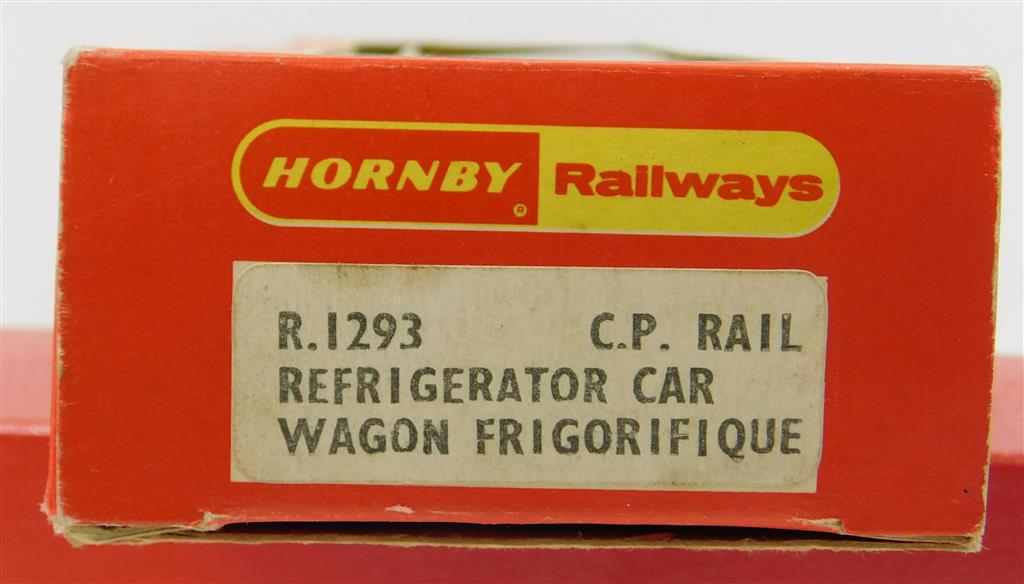 HORNBY® Railways
R.1293 C.P. RAIL
REFRIGERATOR CAR
WAGON FRIGORIFIQUE